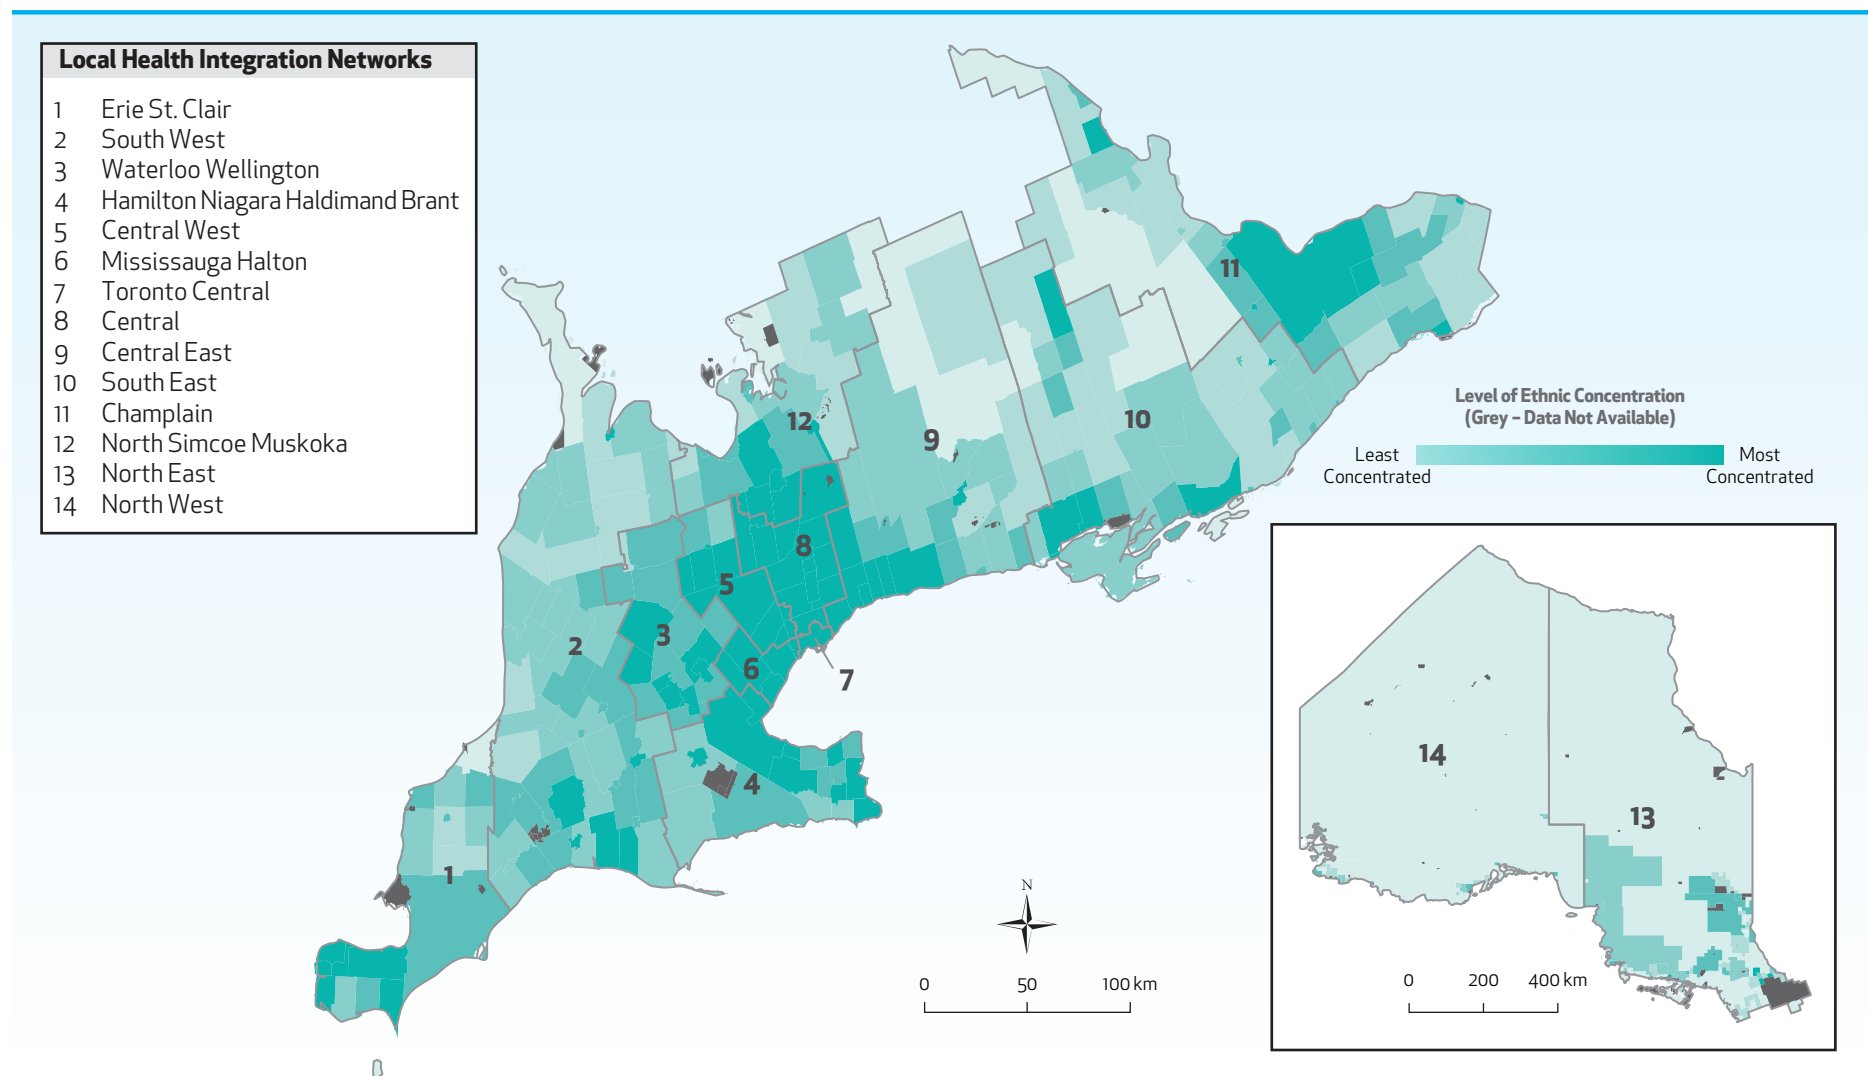 Local Health Integration Networks
1 Erie St. Clair
2 South West
3 Waterloo Wellington
4 Hamilton Niagara Haldimand Brant
5 Central West
6 Mississauga Halton
7 Toronto Central
8 Central
9 Central East
10 South East
11 Champlain
12 North Simcoe Muskoka
13 North East
14 North West
11
12
9
10
Level of Ethnic Concentration
(Grey – Data Not Available)
Least
Concentrated
Most
Concentrated
8
5
3
2
6
7
4
1
14
13
N
0 50 100 km
0 200 400 km